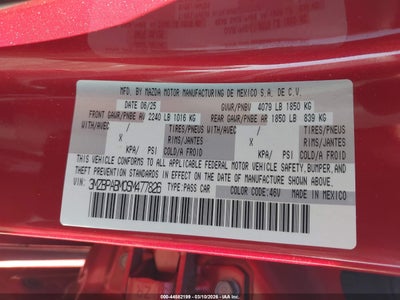 MFD. BY MAZDA MOTOR MANUFACTURING DE MEXICO S.A. DE C.V.
DATE 06/25 GVWR/PNBV 4079 LB 1850 KG
FRONT GAWR/PNBE AV 2240 LB 1016 KG REAR GAWR/PNBE AR 1850 LB 839 KG
WITH/AVEC / TIRES/PNEUS WITH/AVEC / TIRES/PNEUS
X RIMS/JANTES X RIMS/JANTES
KPA/ PSI COLD/A FROID KPA/ PSI COLD/A FROID
THIS VEHICLE CONFORMS TO ALL APPLICABLE FEDERAL MOTOR VEHICLE SAFETY, BUMPER, AND
THEFT PREVENTION STANDARDS IN EFFECT ON THE DATE OF MANUFACTURE SHOWN ABOVE.
VIN: TYPE: PASS CAR COLOR CODE: 46V MADE IN MEXICO
VIN #: 44582199 | 03/10/2026 | © IAA Inc.